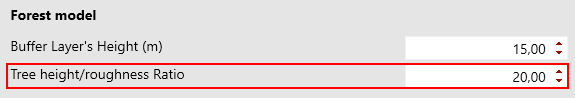 Forest model
Buffer Layer's Height (m) 15,00
Tree height/roughness Ratio 20,00